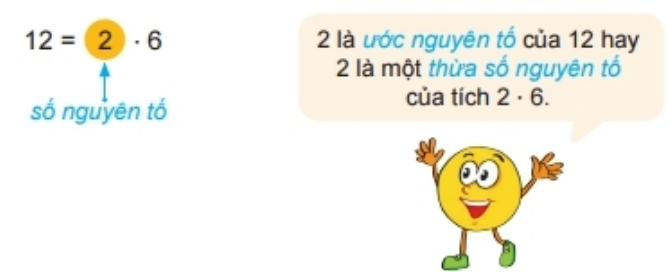 12 = 2 · 6
số nguyên tố
2 là ước nguyên tố của 12 hay
2 là một thừa số nguyên tố
của tích 2 · 6.